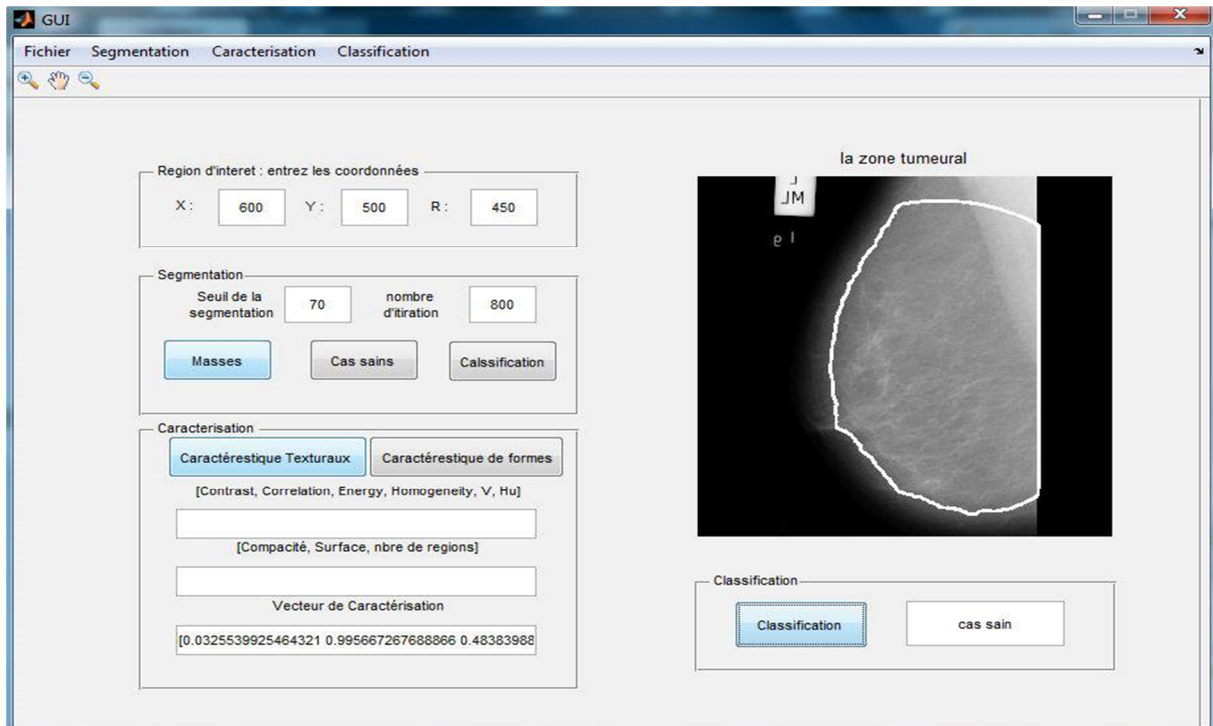 GUI
Fichier Segmentation Caracterisation Classification
Region d'interet : entrez les coordonnées
X : 600 Y : 500 R : 450
Segmentation
Seuil de la segmentation 70 nombre d'itiration 800
Masses Cas sains Calssification
Caracterisation
Caractérestique Texturaux Caractérestique de formes
[Contrast, Correlation, Energy, Homogeneity, V, Hu]
[Compacité, Surface, nbre de regions]
Vecteur de Caractérisation
[0.0325539925464321 0.995667267688866 0.48383988
la zone tumeural
Classification
Classification cas sain